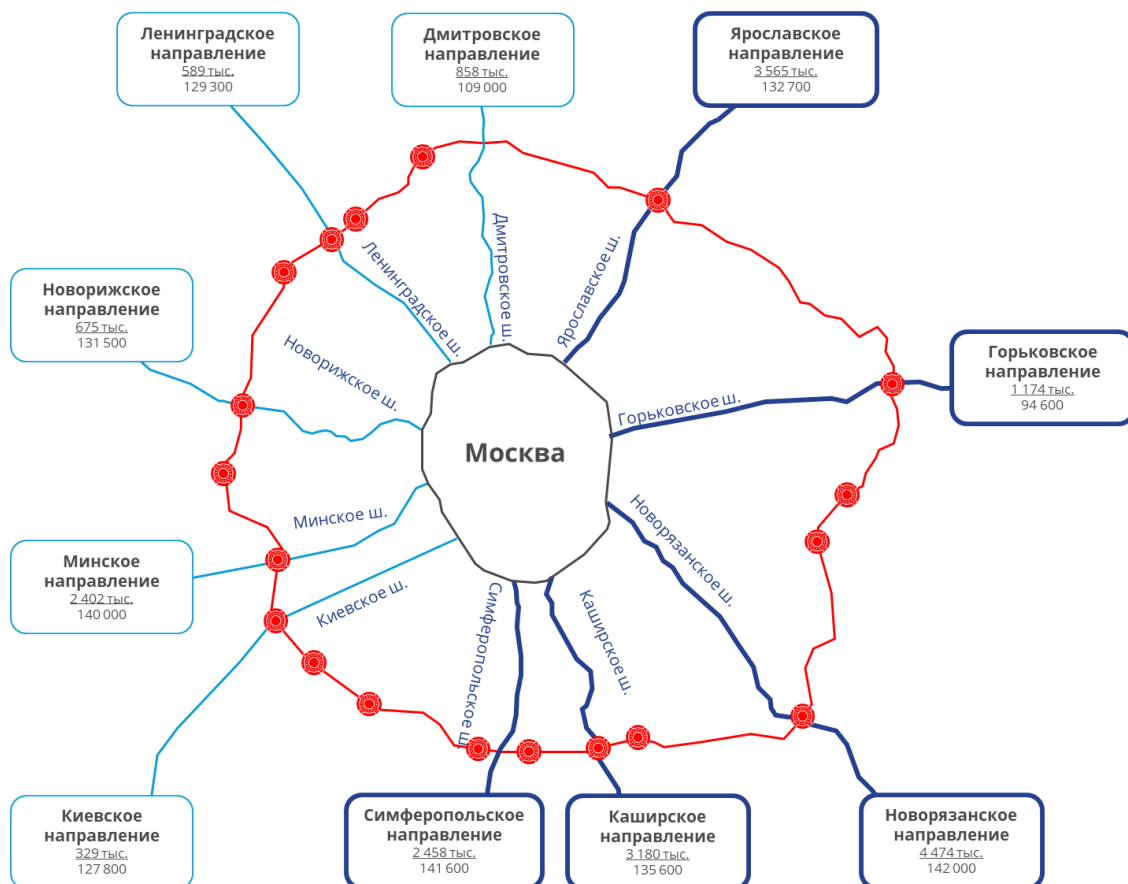 Ленинградское
направление
589 тыс.
129 300
Дмитровское
направление
858 тыс.
109 000
Ярославское
направление
3 565 тыс.
132 700
Ленинградское ш.
Дмитровское ш.
Ярославское ш.
Новорижское
направление
675 тыс.
131 500
Новорижское ш.
Горьковское
направление
1 174 тыс.
94 600
Горьковское ш.
Москва
Минское ш.
Новорязанское ш.
Минское
направление
2 402 тыс.
140 000
Киевское ш.
Симферопольское ш.
Каширское ш.
Киевское
направление
329 тыс.
127 800
Симферопольское
направление
2 458 тыс.
141 600
Каширское
направление
3 180 тыс.
135 600
Новорязанское
направление
4 474 тыс.
142 000